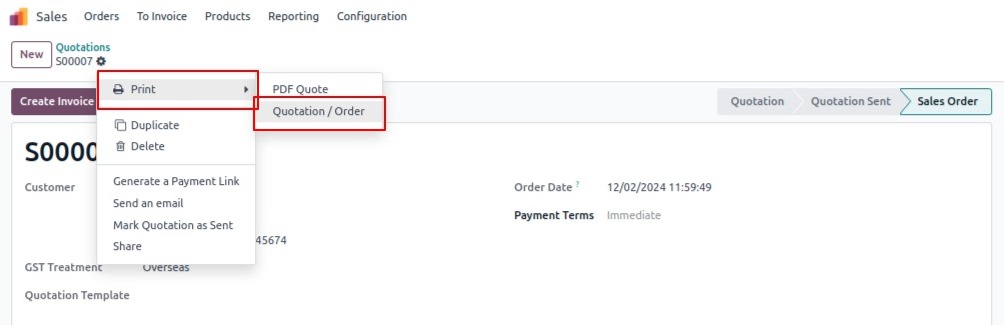 Sales Orders To Invoice Products Reporting Configuration
New Quotations
S00007
Print
PDF Quote
Quotation / Order
Create Invoice
Quotation Quotation Sent Sales Order
Duplicate
Delete
S0000
Generate a Payment Link
Send an email
Mark Quotation as Sent
Share
Customer
Order Date ? 12/02/2024 11:59:49
Payment Terms Immediate
45674
GST Treatment Overseas
Quotation Template